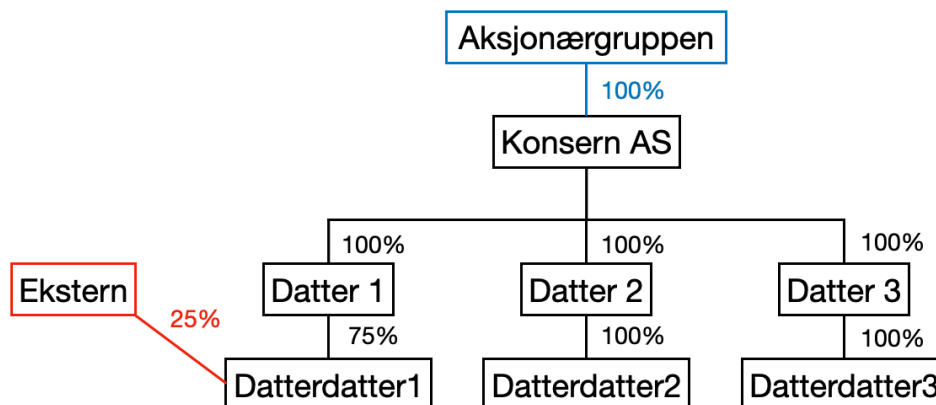 Aksjonærgruppen
100%
Konsern AS
100%
100%
100%
Ekstern
Datter 1
Datter 2
Datter 3
25%
75%
100%
100%
Datterdatter1
Datterdatter2
Datterdatter3